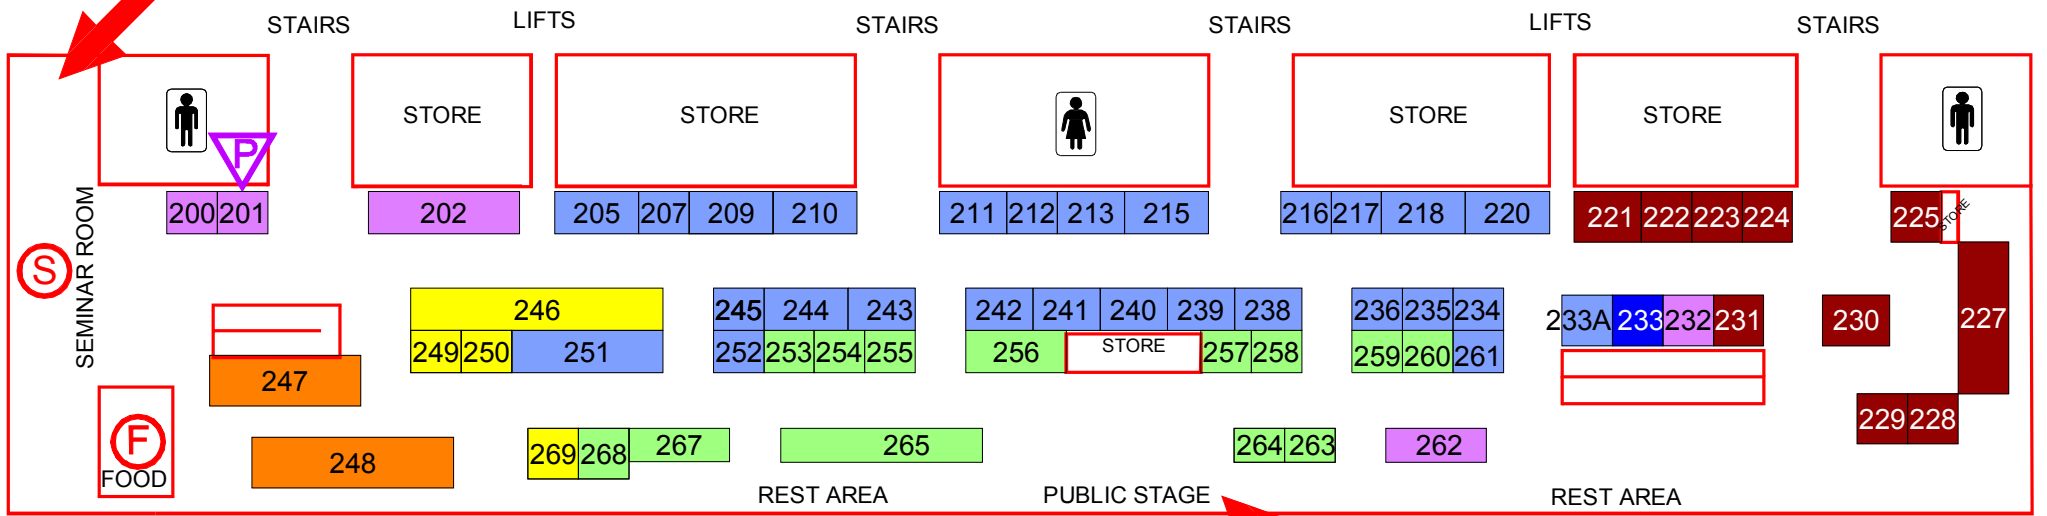 STAIRS LIFTS STAIRS STAIRS LIFTS STAIRS
STORE STORE STORE STORE
P
200 201 202 205 207 209 210 211 212 213 215 216 217 218 220 221 222 223 224 225 STORE
SEMINAR ROOM
S
246 245 244 243 242 241 240 239 238 236 235 234 233A 233 232 231 230 227
249 250 251 252 253 254 255 256 STORE 257 258 259 260 261
247
229 228
F
FOOD
248 269 268 267 265 264 263 262
REST AREA PUBLIC STAGE REST AREA